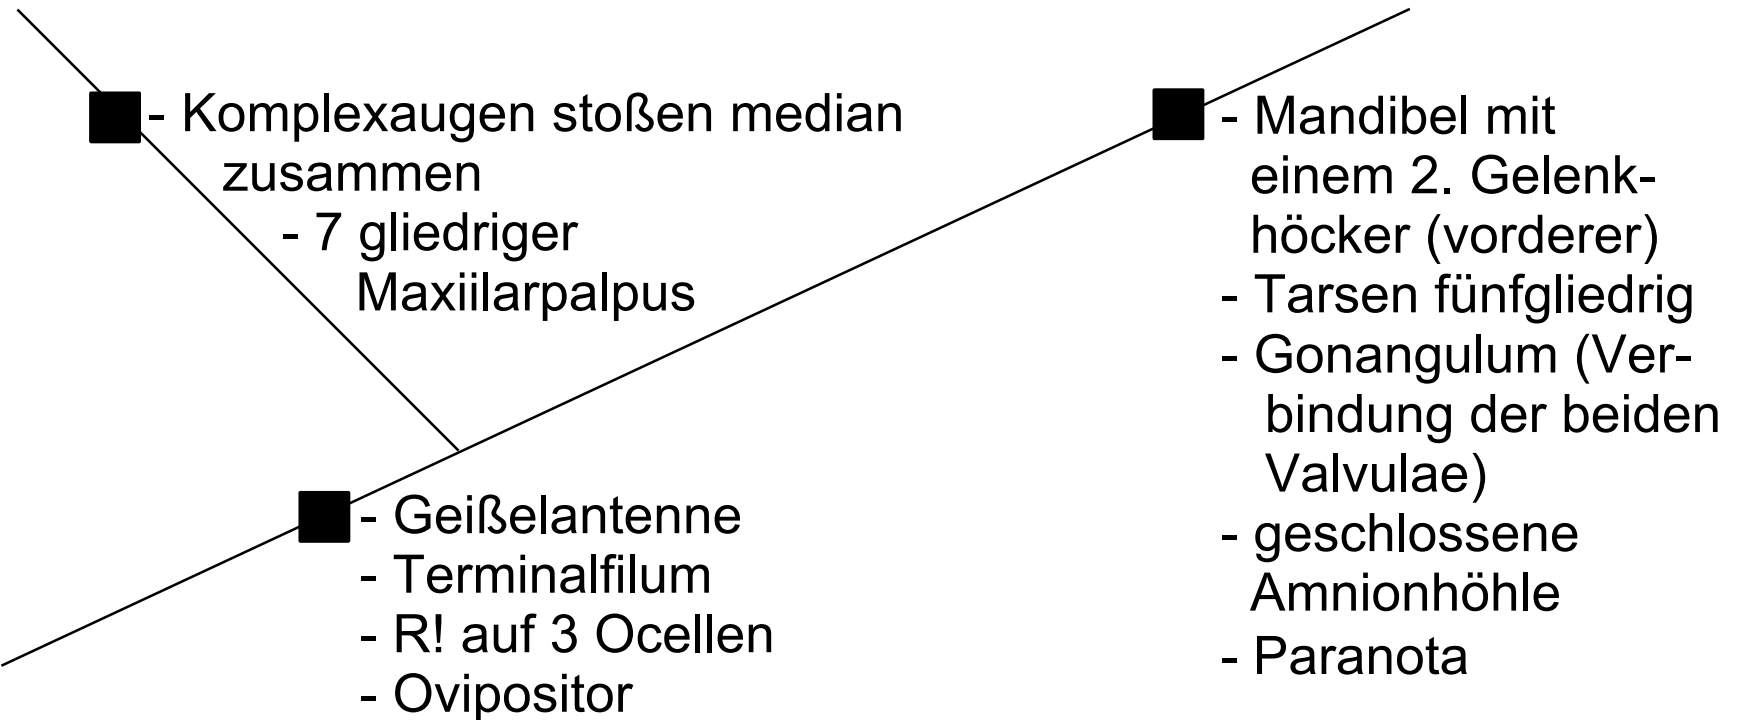 - Komplexaugen stoßen median
zusammen
- 7 gliedriger
Maxiilarpalpus
- Geißelantenne
- Terminalfilum
- R! auf 3 Ocellen
- Ovipositor
- Mandibel mit
einem 2. Gelenk-
höcker (vorderer)
- Tarsen fünfgliedrig
- Gonangulum (Ver-
bindung der beiden
Valvulae)
- geschlossene
Amnionhöhle
- Paranota